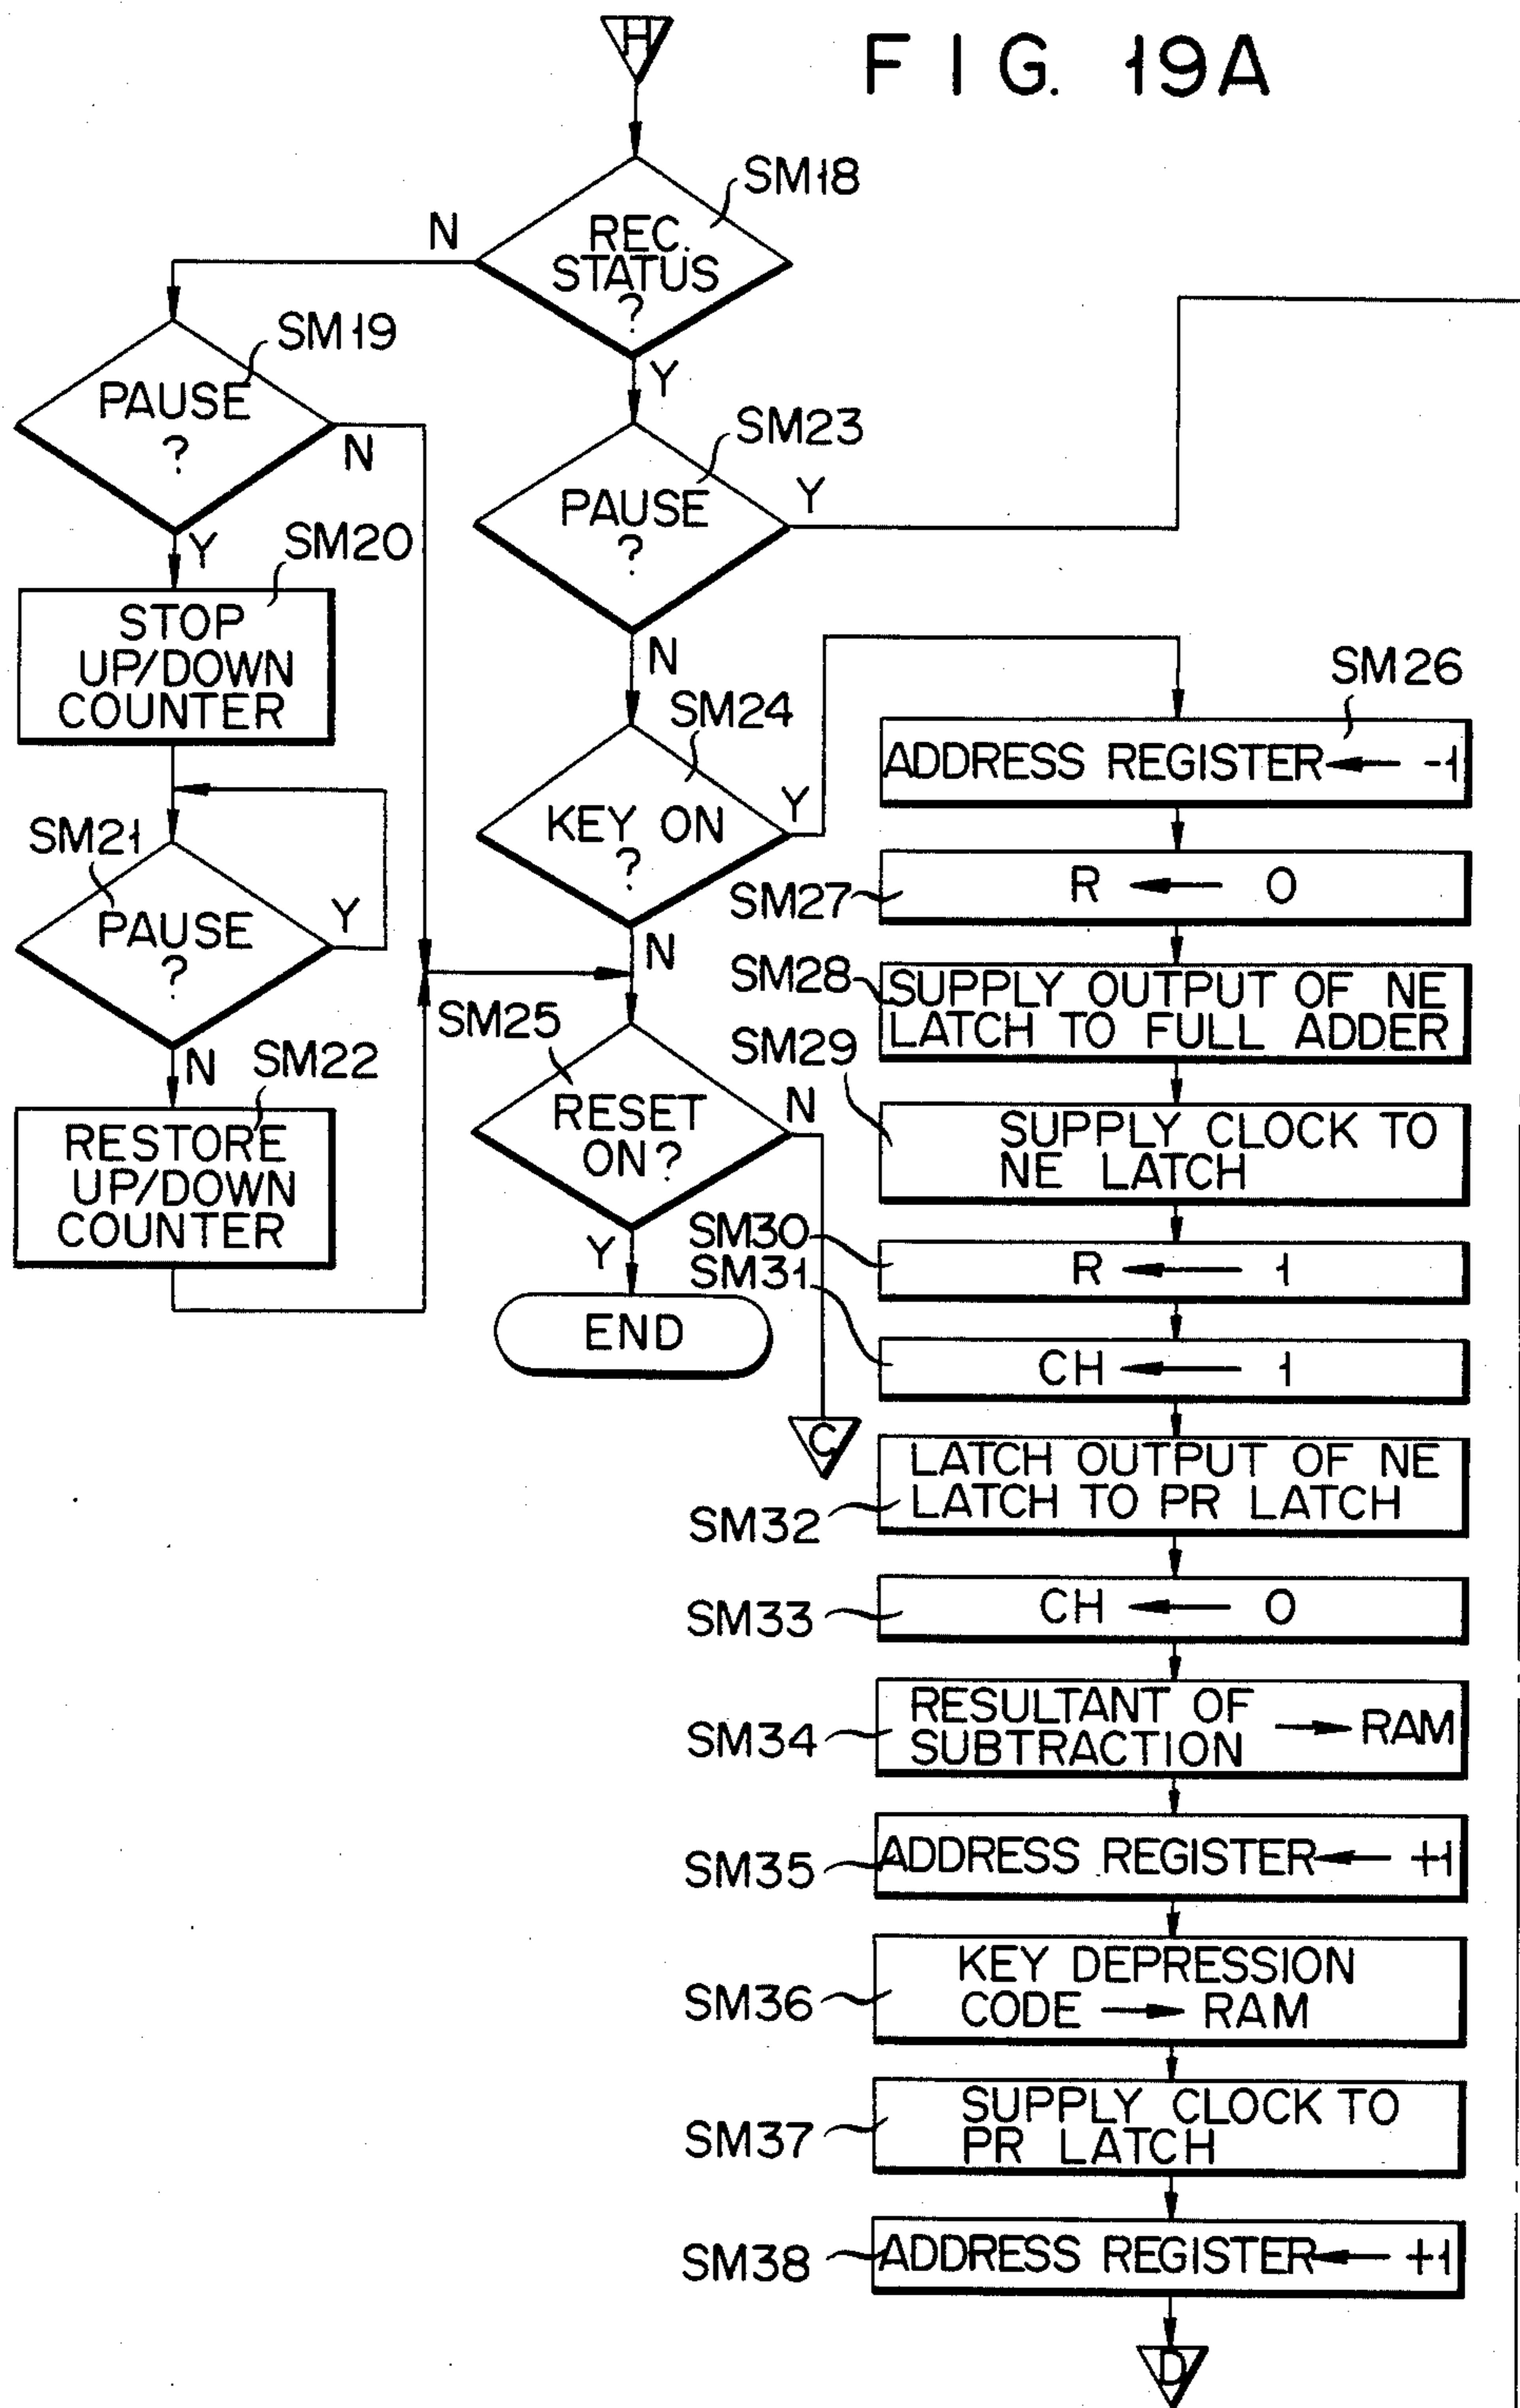 H
FIG. 19A
SM18
N
REC.
STATUS
?
Y
SM19
PAUSE
?
N
Y
SM23
PAUSE
?
Y
N
SM20
STOP
UP/DOWN
COUNTER
SM21
PAUSE
?
Y
N
SM22
RESTORE
UP/DOWN
COUNTER
SM24
KEY ON
?
Y
N
SM25
RESET
ON?
N
Y
END
C
SM26
ADDRESS REGISTER ← -1
SM27
R ← 0
SM28
SUPPLY OUTPUT OF NE
LATCH TO FULL ADDER
SM29
SUPPLY CLOCK TO
NE LATCH
SM30
R ← 1
SM31
CH ← 1
SM32
LATCH OUTPUT OF NE
LATCH TO PR LATCH
SM33
CH ← 0
SM34
RESULTANT OF
SUBTRACTION → RAM
SM35
ADDRESS REGISTER ← +1
SM36
KEY DEPRESSION
CODE → RAM
SM37
SUPPLY CLOCK TO
PR LATCH
SM38
ADDRESS REGISTER ← +1
D